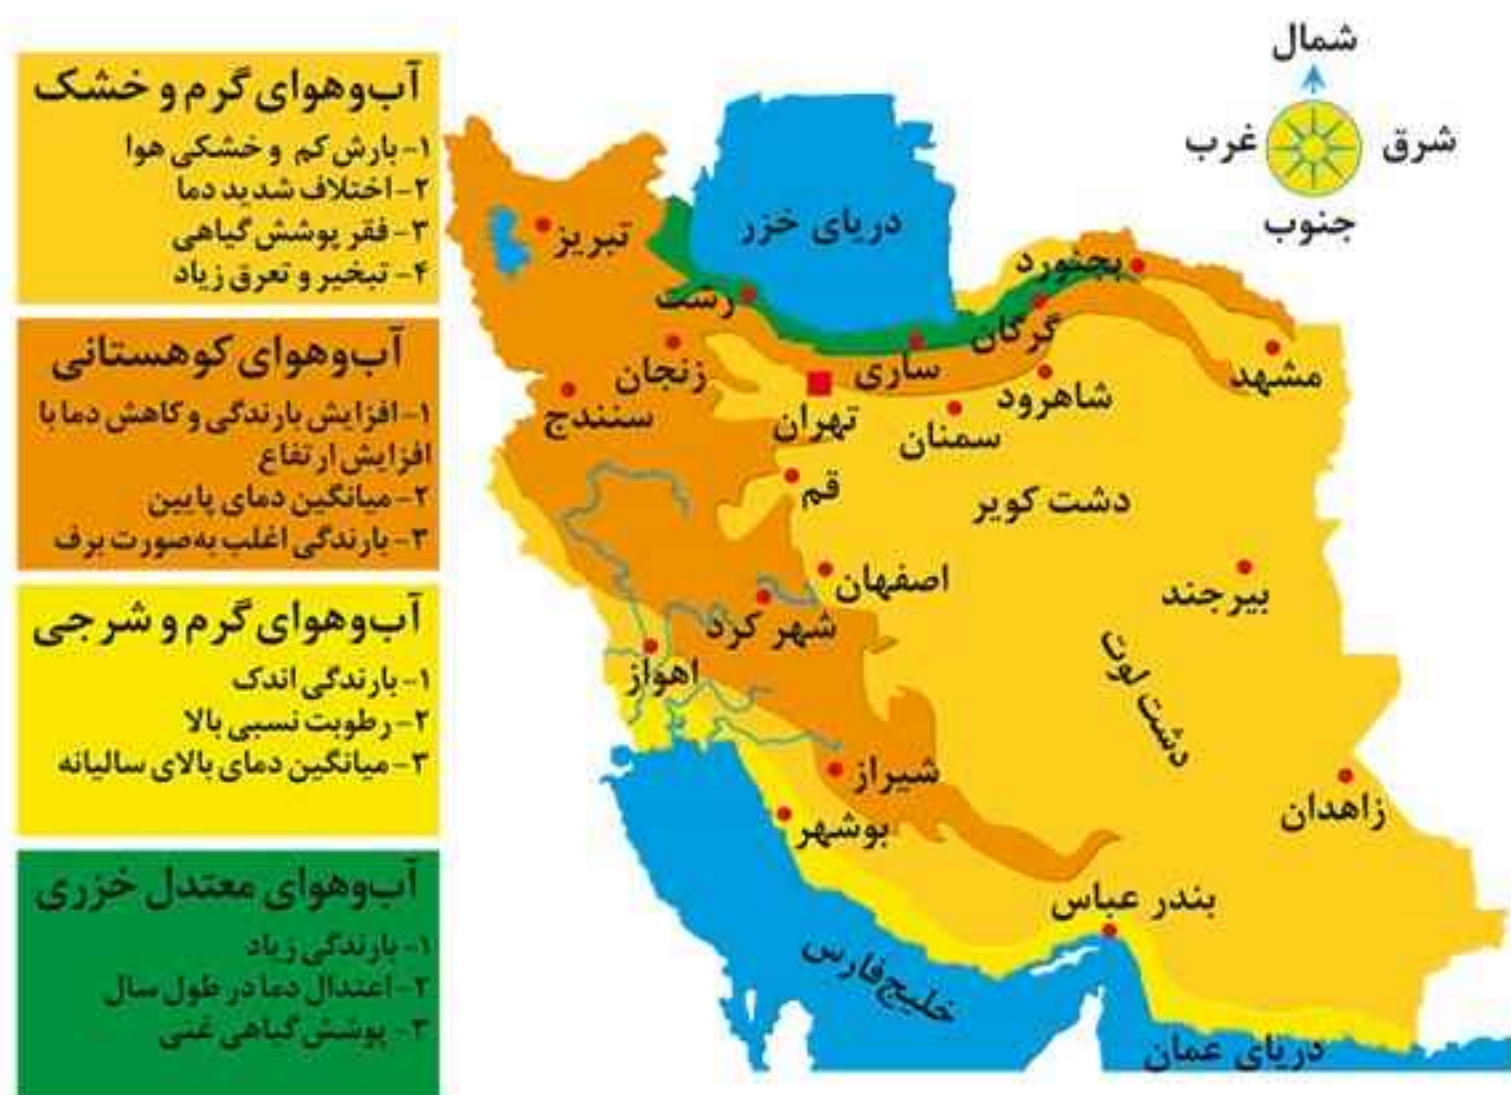 آب‌وهوای گرم و خشک
۱- بارش کم و خشکی هوا
۲- اختلاف شدید دما
۳- فقر پوشش گیاهی
۴- تبخیر و تعرق زیاد
آب‌وهوای کوهستانی
۱- افزایش بارندگی و کاهش دما با
افزایش ارتفاع
۲- میانگین دمای پایین
۳- بارندگی اغلب به‌صورت برف
آب‌وهوای گرم و شرجی
۱- بارندگی اندک
۲- رطوبت نسبی بالا
۳- میانگین دمای بالای سالیانه
آب‌وهوای معتدل خزری
۱- بارندگی زیاد
۲- اعتدال دما در طول سال
۳- پوشش گیاهی غنی
شمال
شرق
غرب
جنوب
دریای خزر
تبریز
بجنورد
رشت
گرگان
ساری
مشهد
زنجان
شاهرود
سنندج
تهران
سمنان
قم
دشت کویر
اصفهان
بیرجند
شهر کرد
اهواز
دشت لوت
شیراز
زاهدان
بوشهر
بندر عباس
خلیج‌فارس
دریای عمان